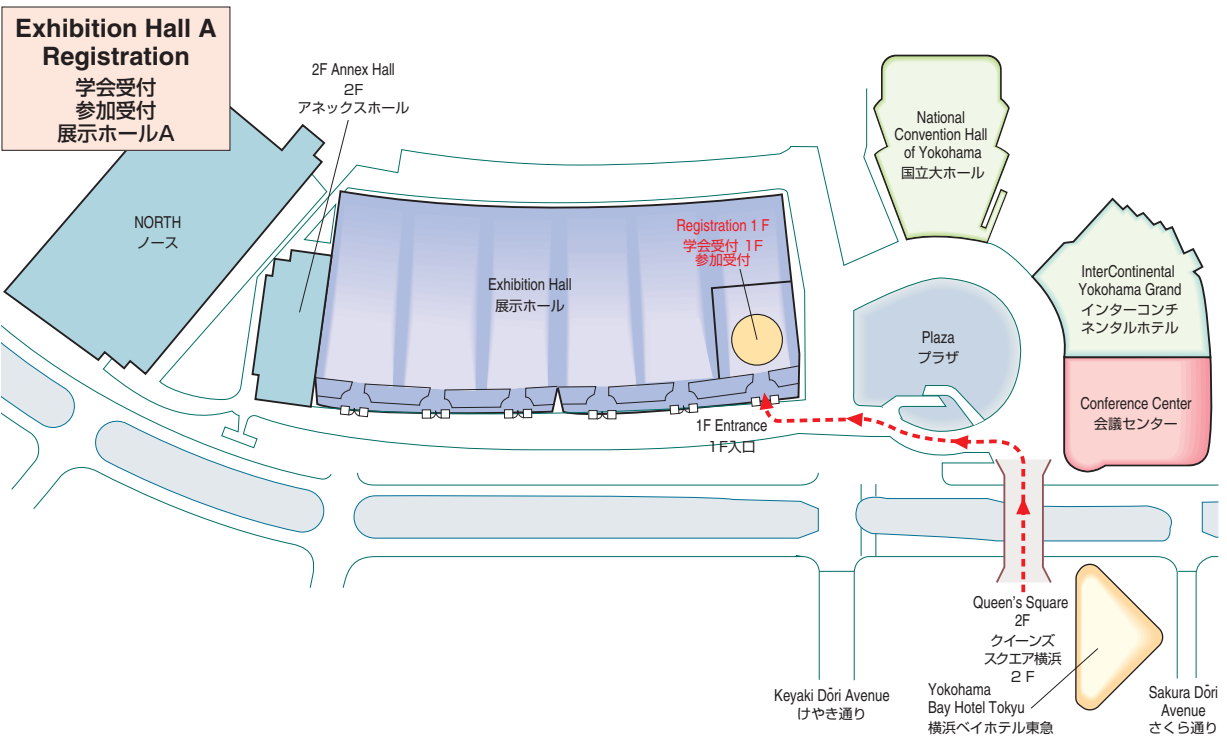 Exhibition Hall A
Registration
学会受付
参加受付
展示ホールA
2F Annex Hall
2F
アネックスホール
NORTH
ノース
National
Convention Hall
of Yokohama
国立大ホール
Registration 1 F
学会受付 1F
参加受付
Exhibition Hall
展示ホール
InterContinental
Yokohama Grand
インターコンチ
ネンタルホテル
Plaza
プラザ
Conference Center
会議センター
1F Entrance
1F入口
Queen's Square
2F
クイーンズ
スクエア横浜
2 F
Keyaki Dōri Avenue
けやき通り
Yokohama
Bay Hotel Tokyu
横浜ベイホテル東急
Sakura Dōri
Avenue
さくら通り